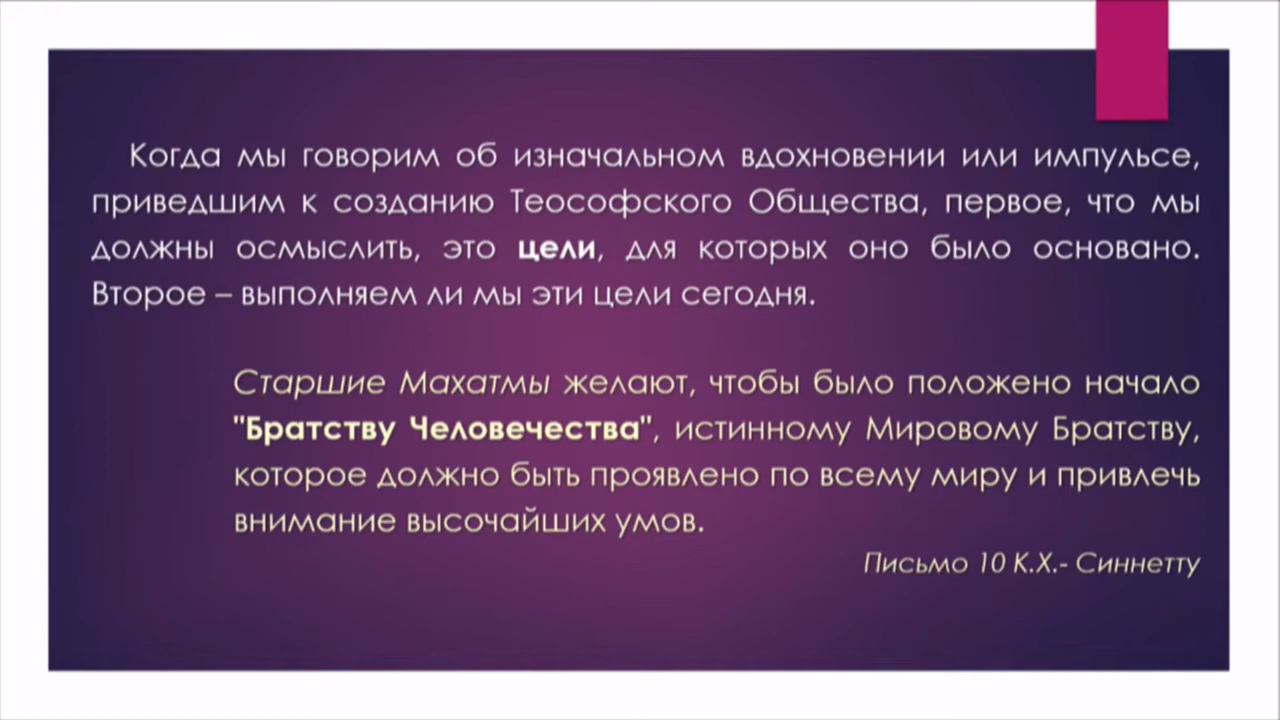 Когда мы говорим об изначальном вдохновении или импульсе,
приведшим к созданию Теософского Общества, первое, что мы
должны осмыслить, это цели, для которых оно было основано.
Второе – выполняем ли мы эти цели сегодня.
Старшие Махатмы желают, чтобы было положено начало
"Братству Человечества", истинному Мировому Братству,
которое должно быть проявлено по всему миру и привлечь
внимание высочайших умов.
Письмо 10 К.Х.- Синнетту